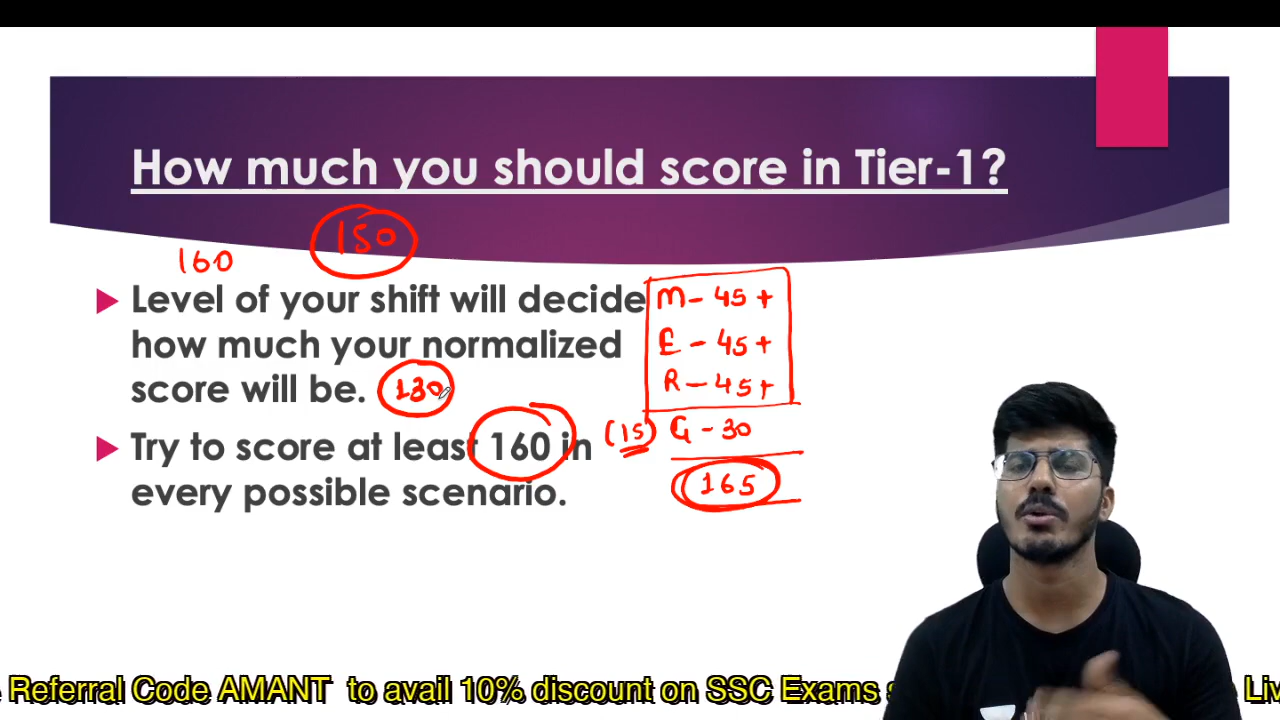 How much you should score in Tier-1?
160
150
Level of your shift will decide
how much your normalized
score will be. 130
Try to score at least 160 in
every possible scenario.
M - 45+
E - 45+
R - 45+
(15) G - 30
165
Referral Code AMANT to avail 10% discount on SSC Exams